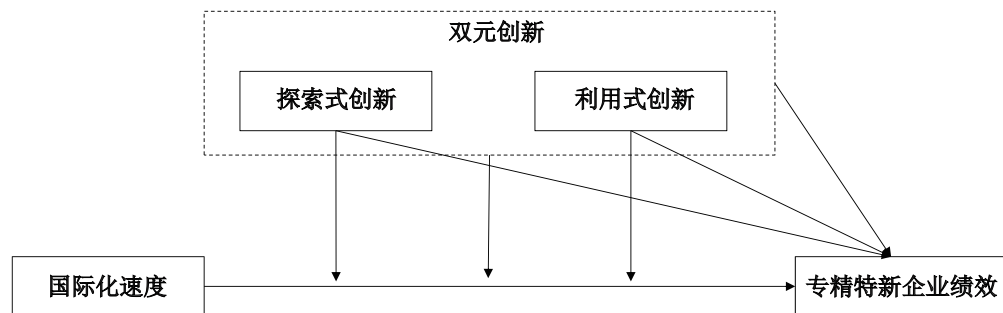 双元创新
探索式创新
利用式创新
国际化速度
专精特新企业绩效